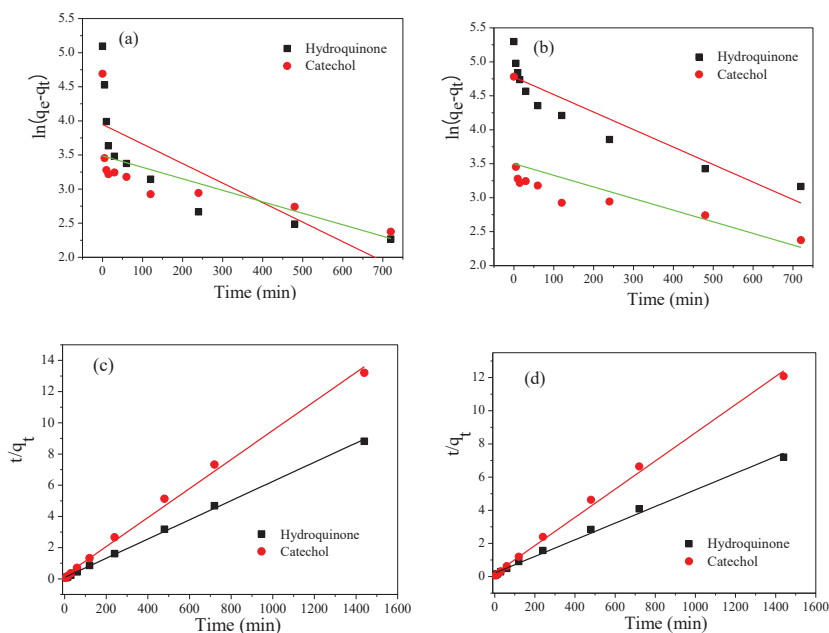 (a)
Hydroquinone
Catechol
ln(qe-qt)
5.5
5.0
4.5
4.0
3.5
3.0
2.5
2.0
0 100 200 300 400 500 600 700
Time (min)
(b)
Hydroquinone
Catechol
ln(qe-qt)
5.5
5.0
4.5
4.0
3.5
3.0
2.5
2.0
0 100 200 300 400 500 600 700
Time (min)
(c)
Hydroquinone
Catechol
t/qt
14
12
10
8
6
4
2
0
0 200 400 600 800 1000 1200 1400 1600
Time (min)
(d)
Hydroquinone
Catechol
t/qt
12
10
8
6
4
2
0
0 200 400 600 800 1000 1200 1400 1600
Time (min)